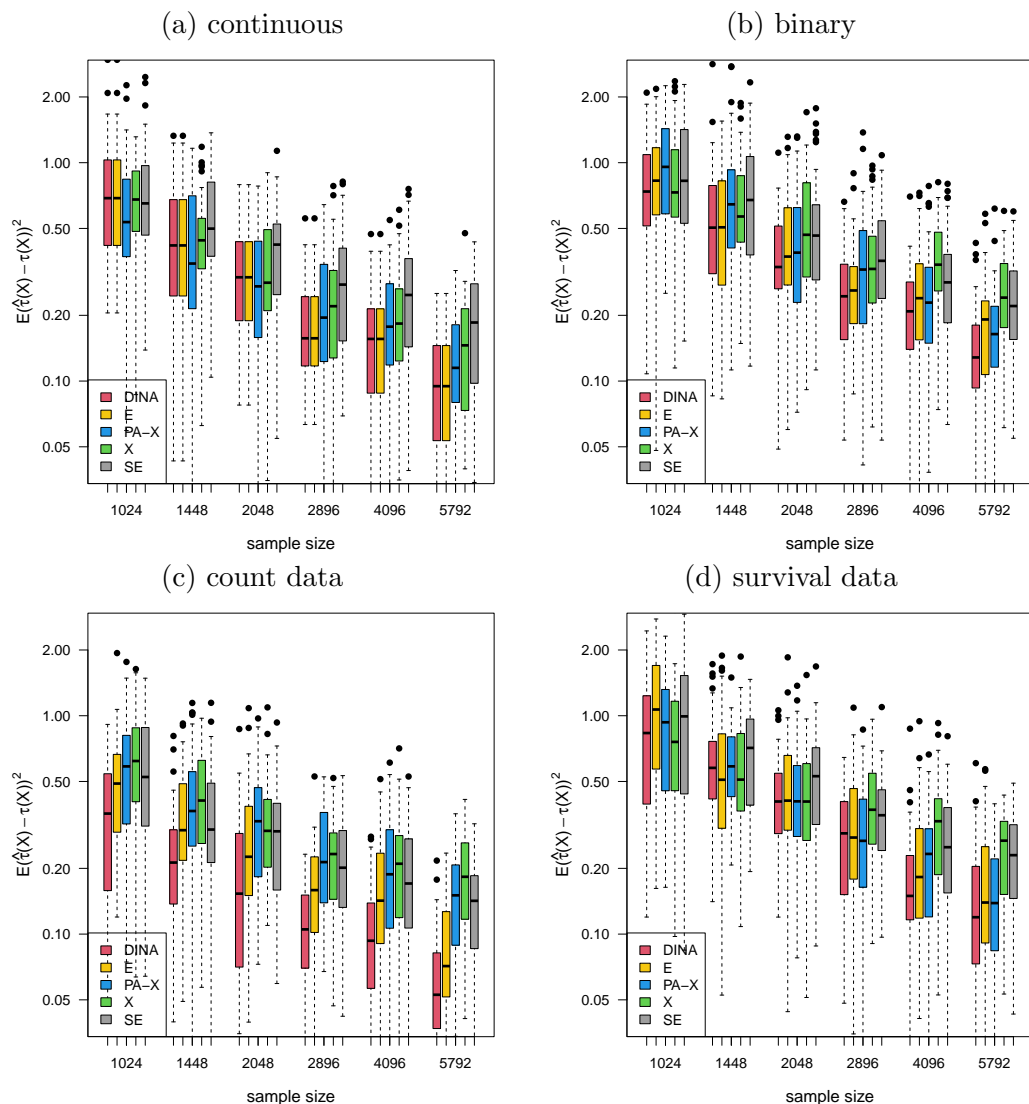 (a) continuous
E(τ̂(X) − τ(X))²
2.00
1.00
0.50
0.20
0.10
0.05
DINA
E
PA−X
X
SE
1024 1448 2048 2896 4096 5792
sample size
(b) binary
E(τ̂(X) − τ(X))²
2.00
1.00
0.50
0.20
0.10
0.05
DINA
E
PA−X
X
SE
1024 1448 2048 2896 4096 5792
sample size
(c) count data
E(τ̂(X) − τ(X))²
2.00
1.00
0.50
0.20
0.10
0.05
DINA
E
PA−X
X
SE
1024 1448 2048 2896 4096 5792
sample size
(d) survival data
E(τ̂(X) − τ(X))²
2.00
1.00
0.50
0.20
0.10
0.05
DINA
E
PA−X
X
SE
1024 1448 2048 2896 4096 5792
sample size